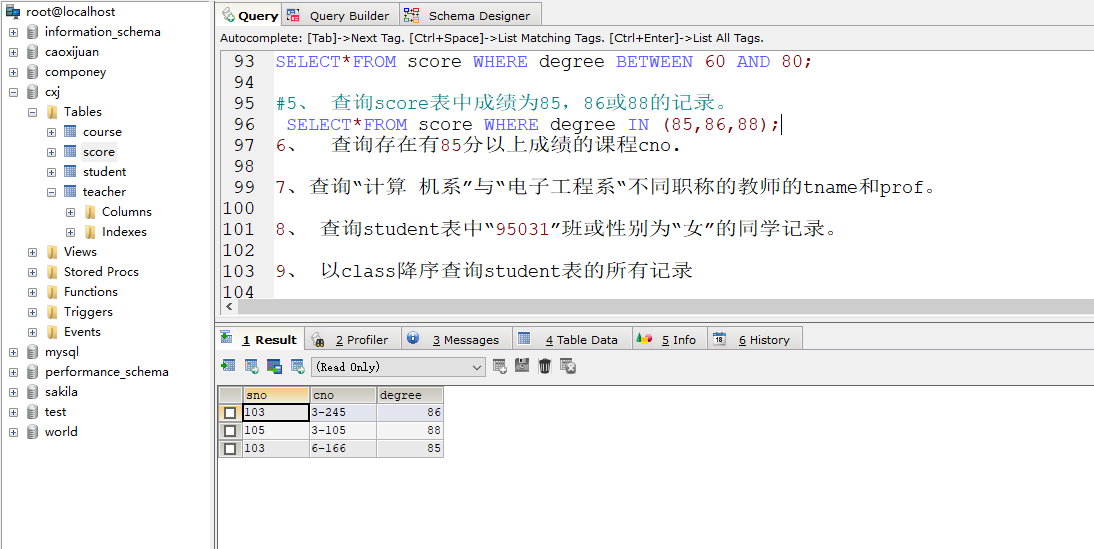 root@localhost
information_schema
caoxijuan
componey
cxj
Tables
course
score
student
teacher
Columns
Indexes
Views
Stored Procs
Functions
Triggers
Events
mysql
performance_schema
sakila
test
world
Query Query Builder Schema Designer
Autocomplete: [Tab]->Next Tag. [Ctrl+Space]->List Matching Tags. [Ctrl+Enter]->List All Tags.
93 SELECT*FROM score WHERE degree BETWEEN 60 AND 80;
94
95 #5、 查询score表中成绩为85，86或88的记录。
96 SELECT*FROM score WHERE degree IN (85,86,88);
97 6、 查询存在有85分以上成绩的课程cno.
98
99 7、查询“计算 机系”与“电子工程系“不同职称的教师的tname和prof。
100
101 8、 查询student表中“95031”班或性别为“女”的同学记录。
102
103 9、 以class降序查询student表的所有记录
104
1 Result 2 Profiler 3 Messages 4 Table Data 5 Info 6 History
(Read Only)
sno cno degree
103 3-245 86
105 3-105 88
103 6-166 85